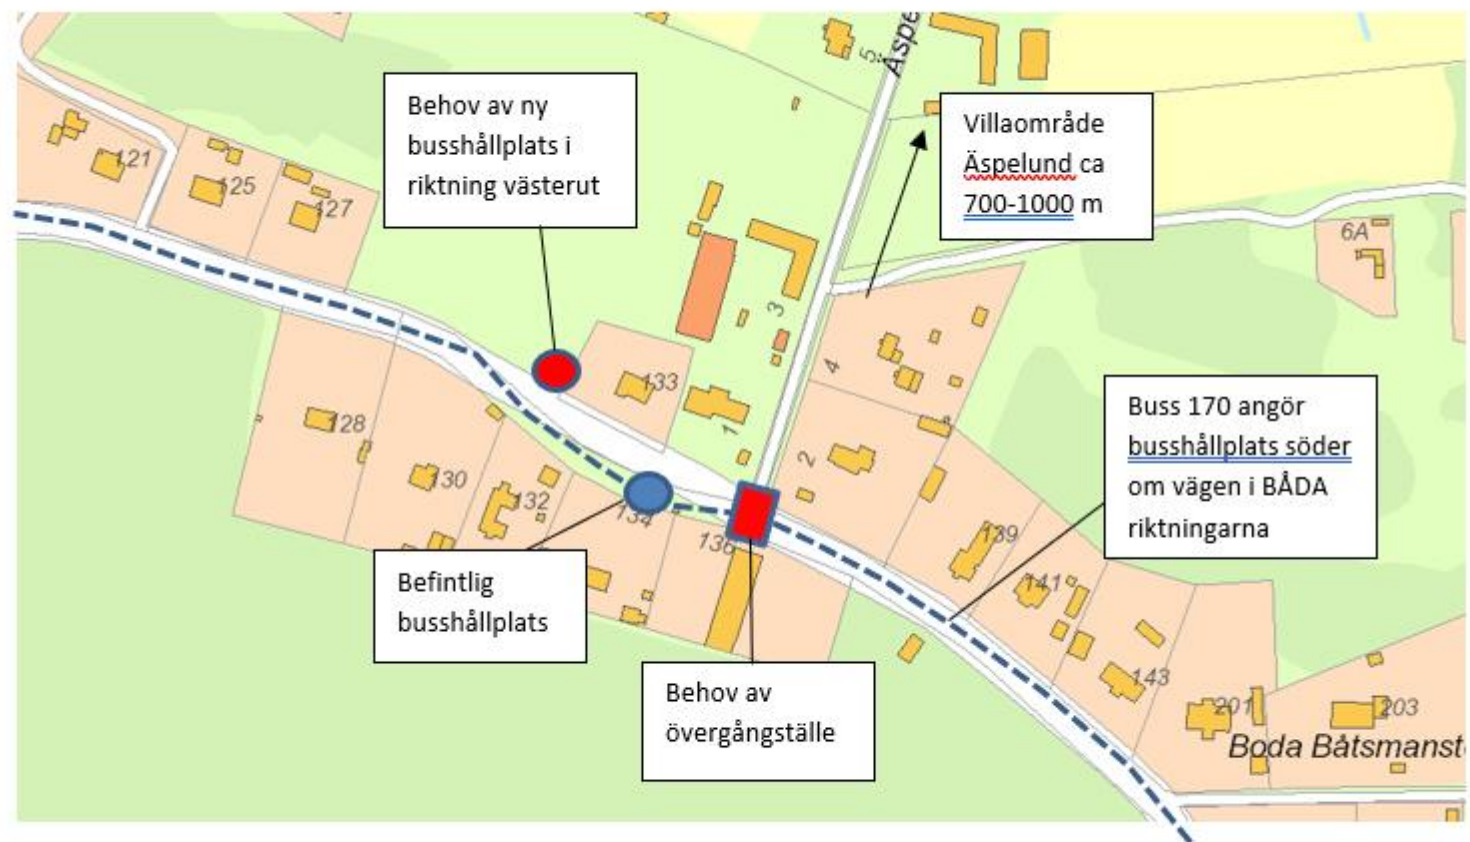 Äspe
5
Behov av ny
busshållplats i
riktning västerut
Villaområde
Äspelund ca
700-1000 m
121
125
127
6A
3
133
4
1
2
128
130
132
134
136
139
141
143
201
203
Buss 170 angör
busshållplats söder
om vägen i BÅDA
riktningarna
Befintlig
busshållplats
Behov av
övergångställe
Boda Båtsmanst